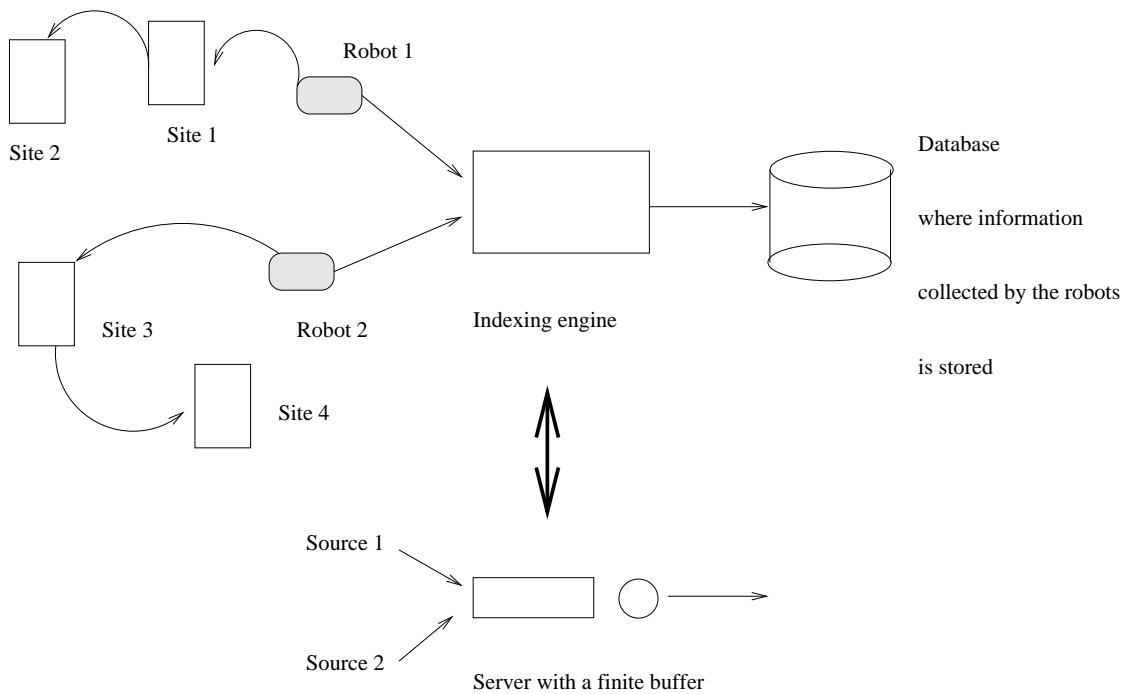 Robot 1
Site 1
Site 2
Database
where information
collected by the robots
is stored
Site 3
Robot 2
Indexing engine
Site 4
Source 1
Source 2
Server with a finite buffer